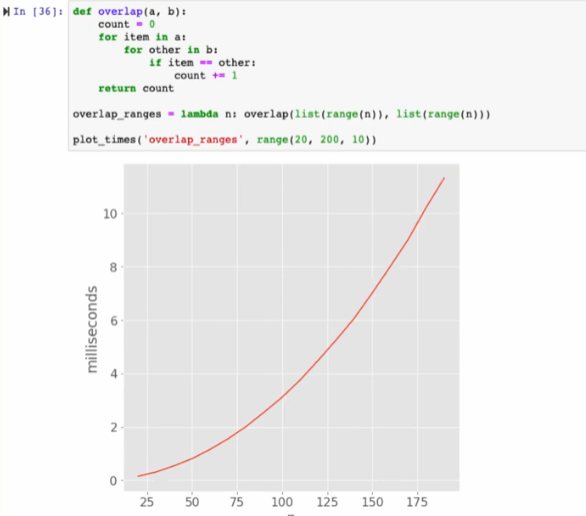 In [36]: def overlap(a, b):
count = 0
for item in a:
for other in b:
if item == other:
count += 1
return count
overlap_ranges = lambda n: overlap(list(range(n)), list(range(n)))
plot_times('overlap_ranges', range(20, 200, 10))
10
8
6
4
2
0
milliseconds
25 50 75 100 125 150 175